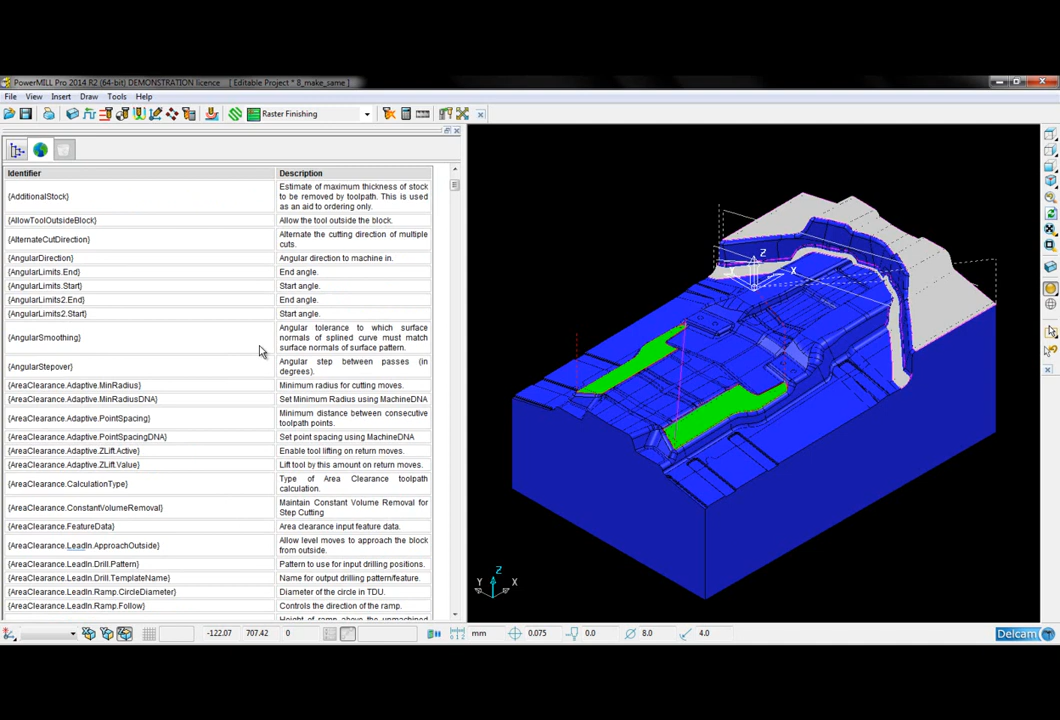 PowerMILL Pro 2014 R2 (64-bit) DEMONSTRATION licence [ Editable Project * 8_make_same ]
File View Insert Draw Tools Help
Raster Finishing
Identifier Description
{AdditionalStock} Estimate of maximum thickness of stock
to be removed by toolpath. This is used
as an aid to ordering only.
{AllowToolOutsideBlock} Allow the tool outside the block.
{AlternateCutDirection} Alternate the cutting direction of multiple
cuts.
{AngularDirection} Angular direction to machine in.
{AngularLimits.End} End angle.
{AngularLimits.Start} Start angle.
{AngularLimits2.End} End angle.
{AngularLimits2.Start} Start angle.
{AngularSmoothing} Angular tolerance to which surface
normals of splined curve must match
surface normals of surface pattern.
{AngularStepover} Angular step between passes (in
degrees).
{AreaClearance.Adaptive.MinRadius} Minimum radius for cutting moves.
{AreaClearance.Adaptive.MinRadiusDNA} Set Minimum Radius using MachineDNA
{AreaClearance.Adaptive.PointSpacing} Minimum distance between consecutive
toolpath points.
{AreaClearance.Adaptive.PointSpacingDNA} Set point spacing using MachineDNA
{AreaClearance.Adaptive.ZLift.Active} Enable tool lifting on return moves.
{AreaClearance.Adaptive.ZLift.Value} Lift tool by this amount on return moves.
{AreaClearance.CalculationType} Type of Area Clearance toolpath
calculation.
{AreaClearance.ConstantVolumeRemoval} Maintain Constant Volume Removal for
Step Cutting
{AreaClearance.FeatureData} Area clearance input feature data.
{AreaClearance.LeadIn.ApproachOutside} Allow level moves to approach the block
from outside.
{AreaClearance.LeadIn.Drill.Pattern} Pattern to use for input drilling positions.
{AreaClearance.LeadIn.Drill.TemplateName} Name for output drilling pattern/feature.
{AreaClearance.LeadIn.Ramp.CircleDiameter} Diameter of the circle in TDU.
{AreaClearance.LeadIn.Ramp.Follow} Controls the direction of the ramp.
Height of ramp above the unmachined
Z
X
Z
Y X
-122.07 707.42 0 mm 0.075 0.0 8.0 4.0 Delcam